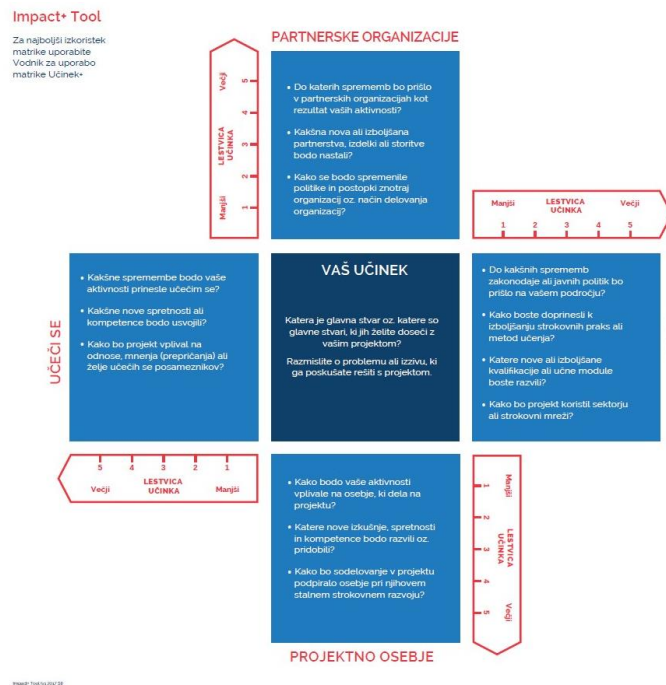 Impact+ Tool
Za najboljši izkoristek
matrike uporabite
Vodnik za uporabo
matrike Učinek+
PARTNERSKE ORGANIZACIJE
Večji
5
4
LESTVICA
UČINKA
3
2
Manjši
1
• Do katerih sprememb bo prišlo
v partnerskih organizacijah kot
rezultat vaših aktivnosti?
• Kakšna nova ali izboljšana
partnerstva, izdelki ali storitve
bodo nastali?
• Kako se bodo spremenile
politike in postopki znotraj
organizacij oz. način delovanja
organizacij?
Manjši LESTVICA UČINKA Večji
1 2 3 4 5
UČEČI SE
• Kakšne spremembe bodo vaše
aktivnosti prinesle učečim se?
• Kakšne nove spretnosti ali
kompetence bodo usvojili?
• Kako bo projekt vplival na
odnose, mnenja (prepričanja) ali
želje učečih se posameznikov?
VAŠ UČINEK
Katera je glavna stvar oz. katere so
glavne stvari, ki jih želite doseči z
vašim projektom?
Razmislite o problemu ali izzivu, ki
ga poskušate rešiti s projektom.
• Do kakšnih sprememb
zakonodaje ali javnih politik bo
prišlo na vašem področju?
• Kako boste doprinesli k
izboljšanju strokovnih praks ali
metod učenja?
• Katere nove ali izboljšane
kvalifikacije ali učne module
boste razvili?
• Kako bo projekt koristil sektorju
ali strokovni mreži?
5 4 3 2 1
Večji LESTVICA UČINKA Manjši
• Kako bodo vaše aktivnosti
vplivale na osebje, ki dela na
projektu?
• Katere nove izkušnje, spretnosti
in kompetence bodo razvili oz.
pridobili?
• Kako bo sodelovanje v projektu
podpiralo osebje pri njihovem
stalnem strokovnem razvoju?
Manjši
1
2
LESTVICA
UČINKA
3
4
Večji
5
PROJEKTNO OSEBJE